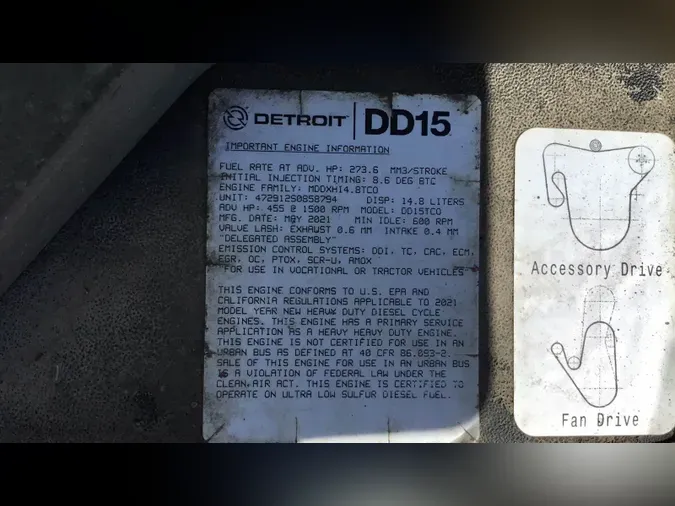 DETROIT DD15
IMPORTANT ENGINE INFORMATION
FUEL RATE AT ADV. HP: 273.6 MM3/STROKE
INITIAL INJECTION TIMING: 8.6 DEG BTC
ENGINE FAMILY: MDDXH14.8TCO
UNIT: 472912S0858794 DISP: 14.8 LITERS
ADV HP: 455 @ 1500 RPM MODEL: DD15TCO
MFG. DATE: MAY 2021 MIN IDLE: 600 RPM
VALVE LASH: EXHAUST 0.6 MM INTAKE 0.4 MM
"DELEGATED ASSEMBLY"
EMISSION CONTROL SYSTEMS: DDI, TC, CAC, ECM,
EGR, OC, PTOX, SCR-U, AMOX
FOR USE IN VOCATIONAL OR TRACTOR VEHICLES
THIS ENGINE CONFORMS TO U.S. EPA AND
CALIFORNIA REGULATIONS APPLICABLE TO 2021
MODEL YEAR NEW HEAVY DUTY DIESEL CYCLE
ENGINES. THIS ENGINE HAS A PRIMARY SERVICE
APPLICATION AS A HEAVY HEAVY DUTY ENGINE.
THIS ENGINE IS NOT CERTIFIED FOR USE IN AN
URBAN BUS AS DEFINED AT 40 CFR 86.093-2.
SALE OF THIS ENGINE FOR USE IN AN URBAN BUS
IS A VIOLATION OF FEDERAL LAW UNDER THE
CLEAN AIR ACT. THIS ENGINE IS CERTIFIED TO
OPERATE ON ULTRA LOW SULFUR DIESEL FUEL.
Accessory Drive
Fan Drive